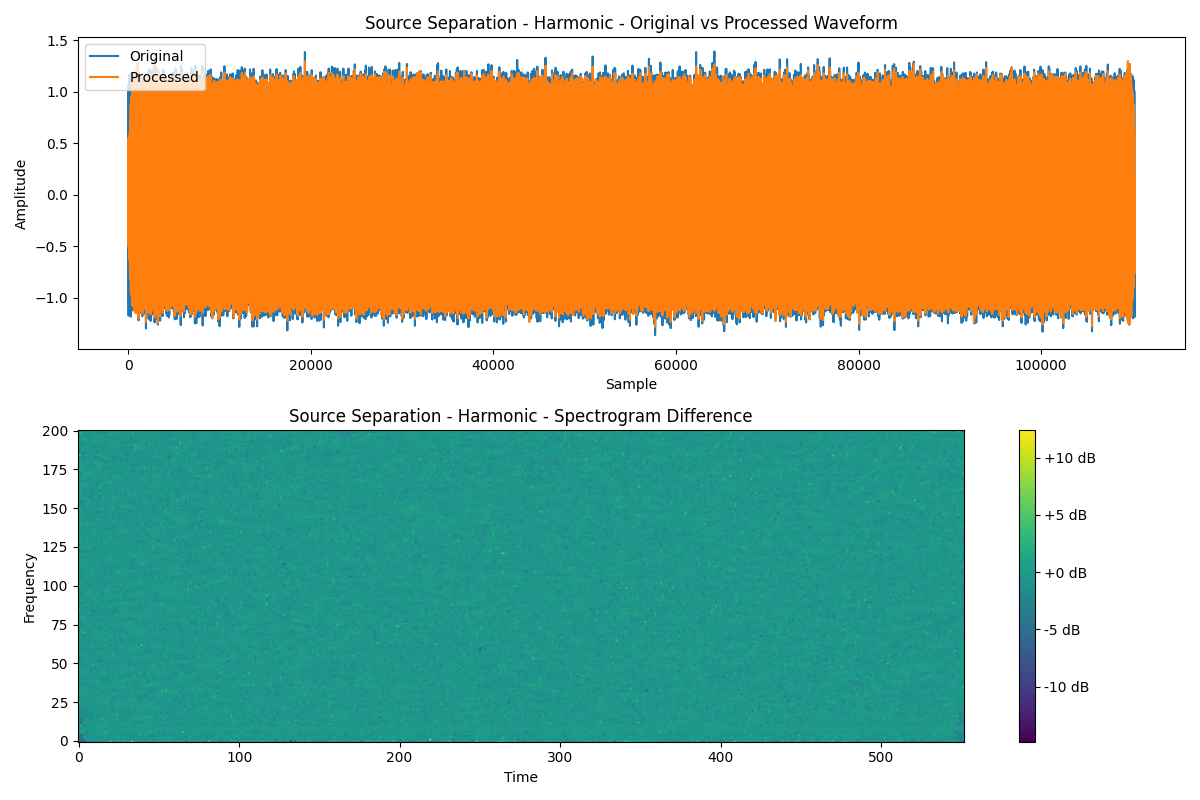 Source Separation - Harmonic - Original vs Processed Waveform
Original
Processed
1.5
1.0
0.5
0.0
−0.5
−1.0
Amplitude
0
20000
40000
60000
80000
100000
Sample
Source Separation - Harmonic - Spectrogram Difference
200
175
150
125
100
75
50
25
0
Frequency
0
100
200
300
400
500
Time
+10 dB
+5 dB
+0 dB
-5 dB
-10 dB